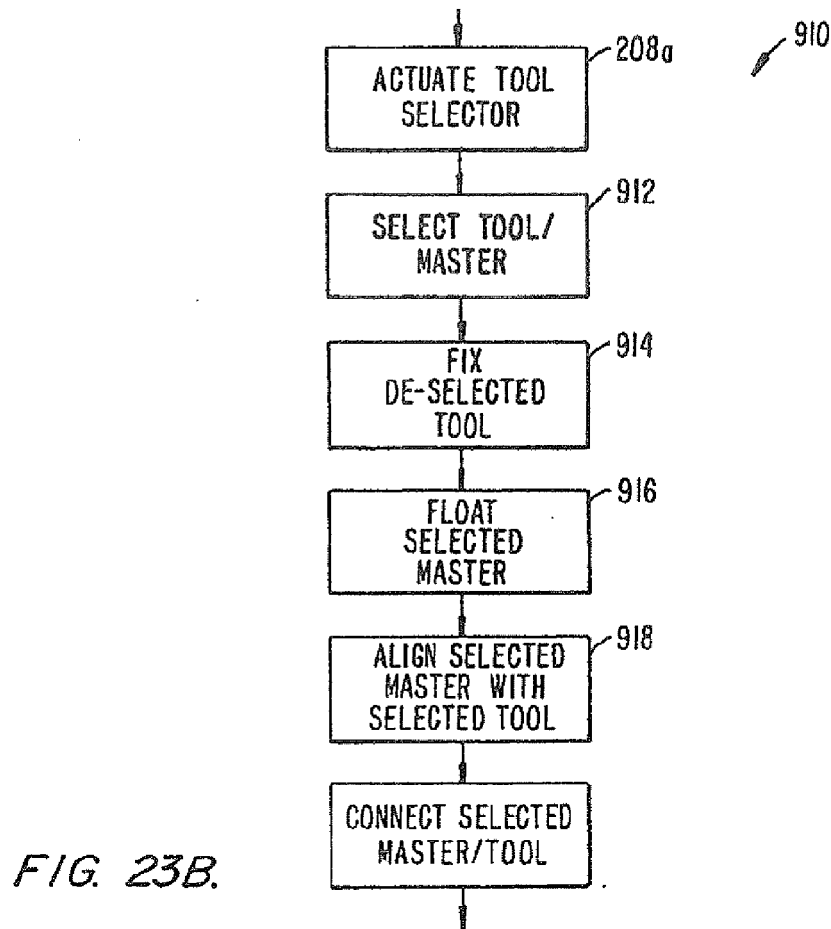 910
208a
ACTUATE TOOL
SELECTOR
912
SELECT TOOL/
MASTER
914
FIX
DE-SELECTED
TOOL
916
FLOAT
SELECTED
MASTER
918
ALIGN SELECTED
MASTER WITH
SELECTED TOOL
CONNECT SELECTED
MASTER/TOOL
FIG. 23B.